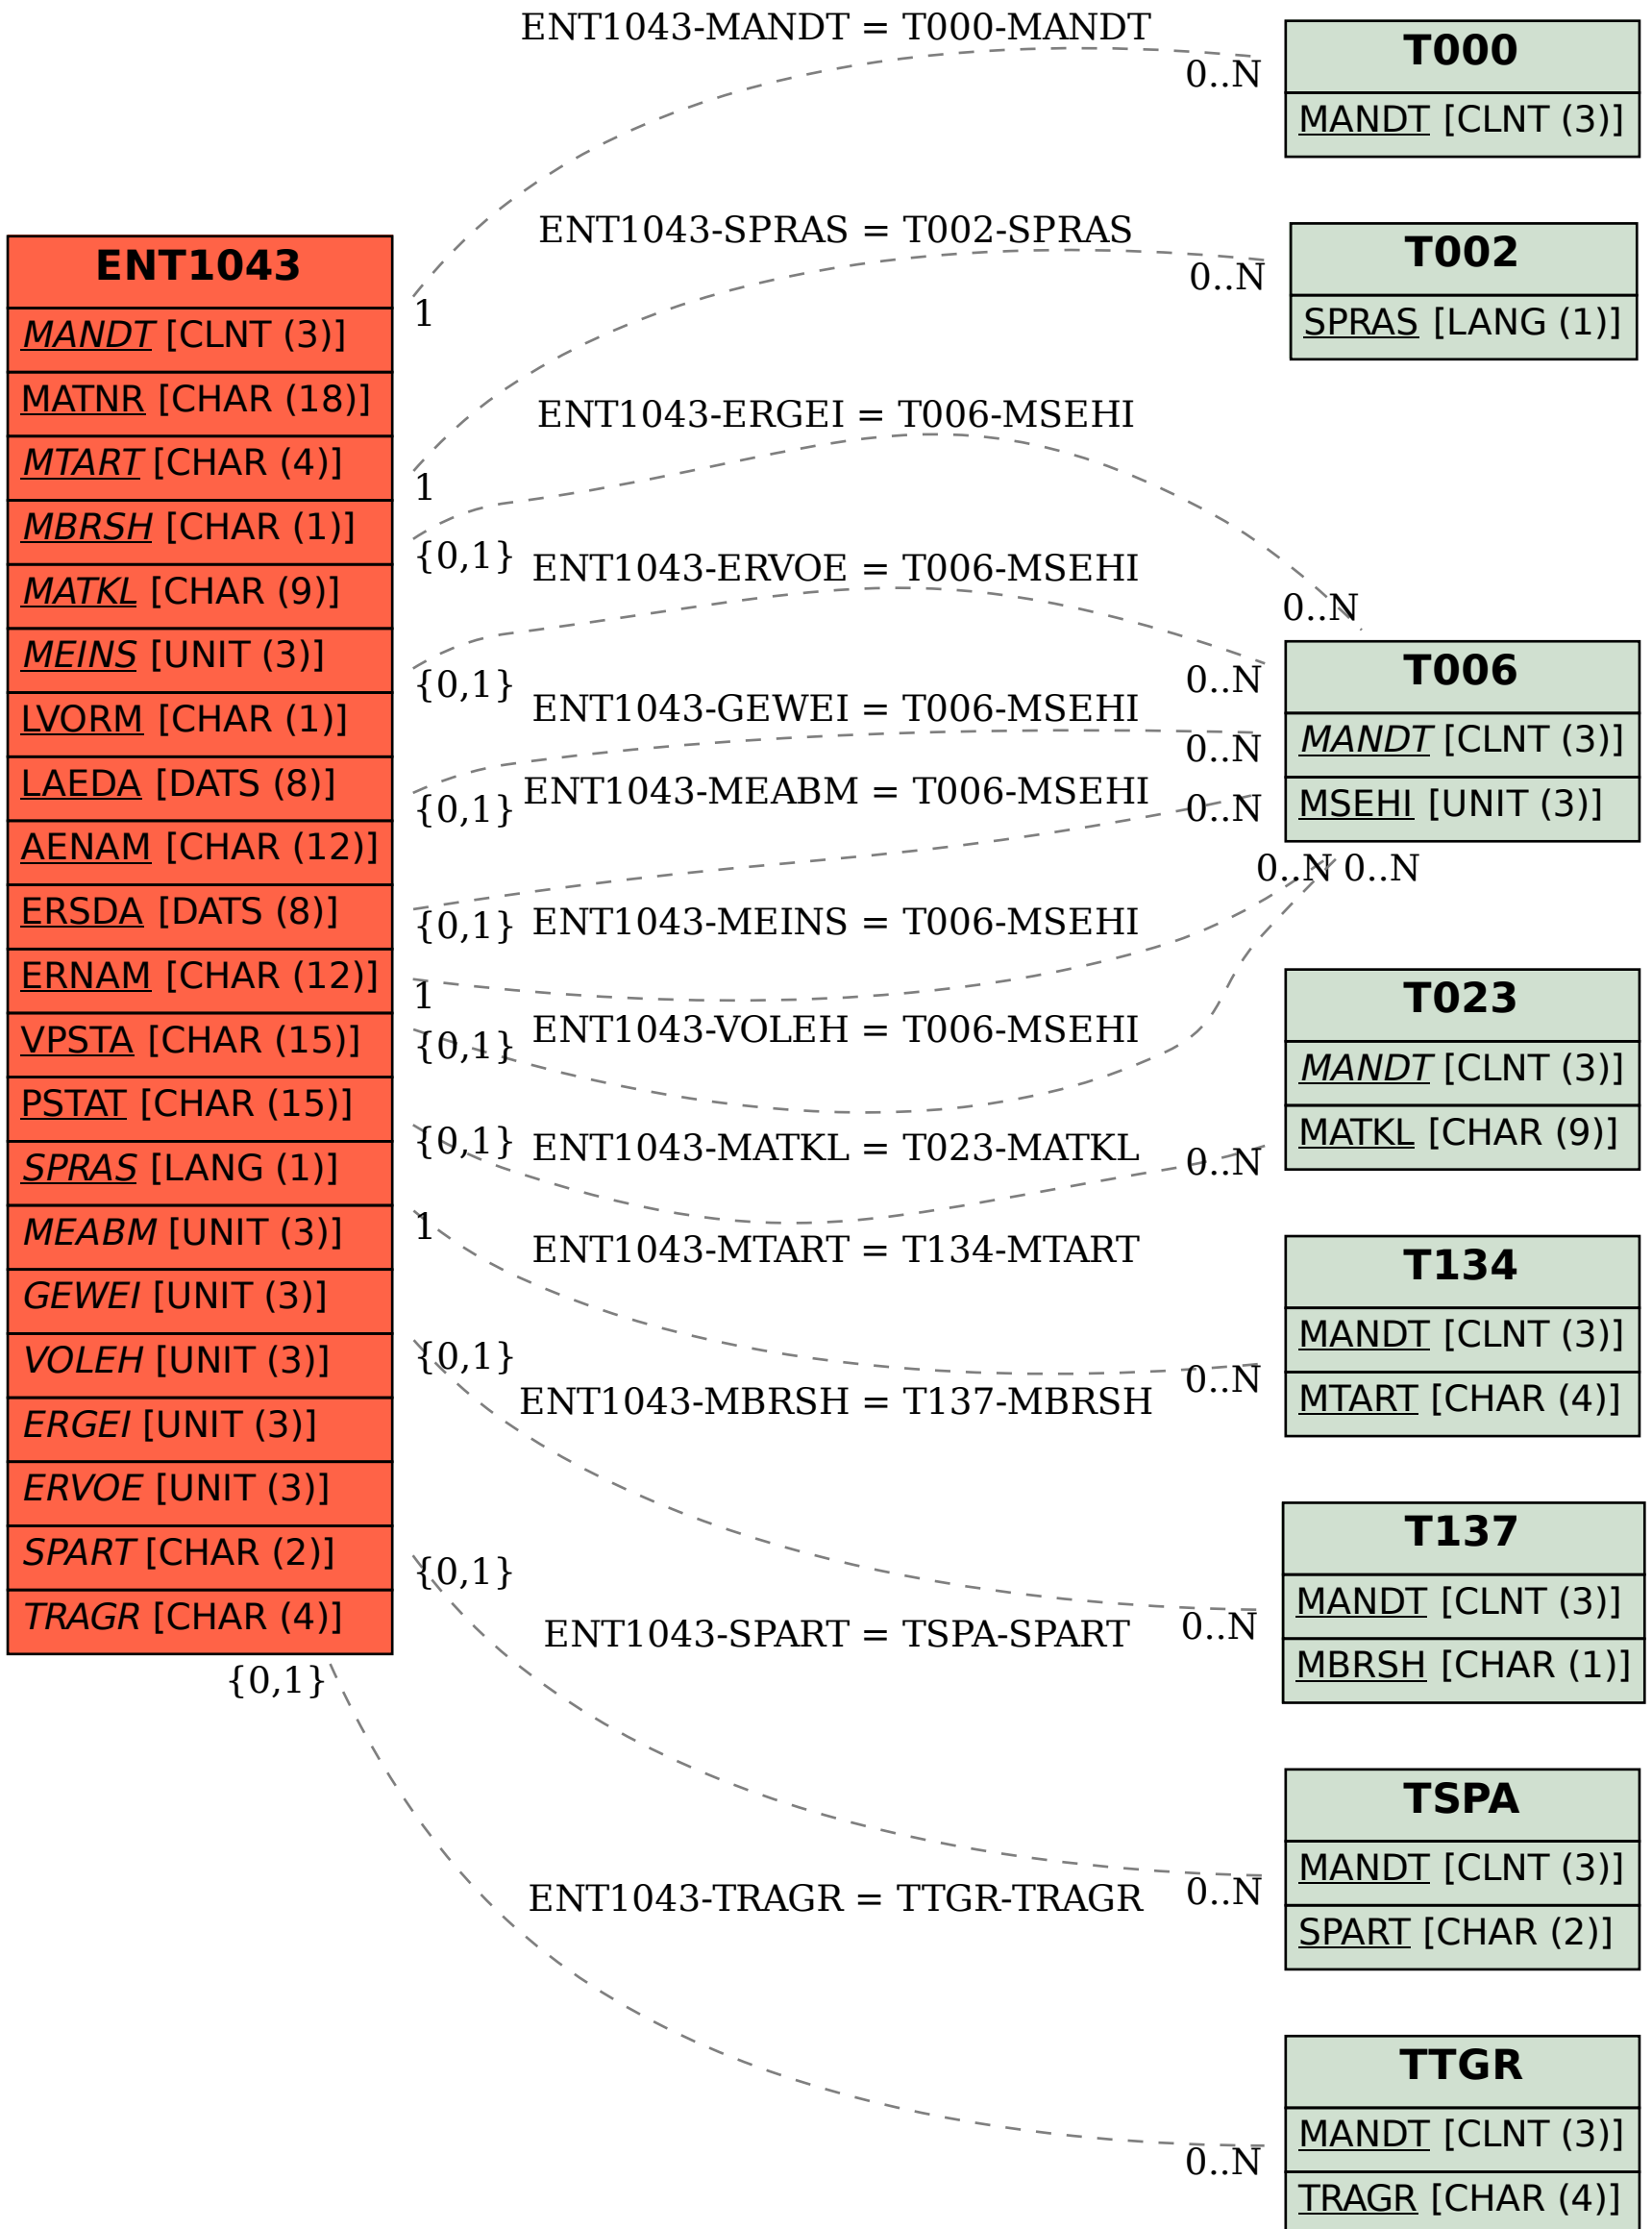 ENT1043
MANDT [CLNT (3)]
MATNR [CHAR (18)]
MTART [CHAR (4)]
MBRSH [CHAR (1)]
MATKL [CHAR (9)]
MEINS [UNIT (3)]
LVORM [CHAR (1)]
LAEDA [DATS (8)]
AENAM [CHAR (12)]
ERSDA [DATS (8)]
ERNAM [CHAR (12)]
VPSTA [CHAR (15)]
PSTAT [CHAR (15)]
SPRAS [LANG (1)]
MEABM [UNIT (3)]
GEWEI [UNIT (3)]
VOLEH [UNIT (3)]
ERGEI [UNIT (3)]
ERVOE [UNIT (3)]
SPART [CHAR (2)]
TRAGR [CHAR (4)]
ENT1043-MANDT = T000-MANDT
0..N
1
ENT1043-SPRAS = T002-SPRAS
0..N
1
ENT1043-ERGEI = T006-MSEHI
{0,1}
0..N
ENT1043-ERVOE = T006-MSEHI
{0,1}
0..N
ENT1043-GEWEI = T006-MSEHI
{0,1}
0..N
ENT1043-MEABM = T006-MSEHI
{0,1}
0..N
ENT1043-MEINS = T006-MSEHI
1
0..N
ENT1043-VOLEH = T006-MSEHI
{0,1}
0..N
ENT1043-MATKL = T023-MATKL
{0,1}
0..N
ENT1043-MTART = T134-MTART
1
0..N
ENT1043-MBRSH = T137-MBRSH
{0,1}
0..N
ENT1043-SPART = TSPA-SPART
{0,1}
0..N
ENT1043-TRAGR = TTGR-TRAGR
{0,1}
0..N
T000
MANDT [CLNT (3)]
T002
SPRAS [LANG (1)]
T006
MANDT [CLNT (3)]
MSEHI [UNIT (3)]
T023
MANDT [CLNT (3)]
MATKL [CHAR (9)]
T134
MANDT [CLNT (3)]
MTART [CHAR (4)]
T137
MANDT [CLNT (3)]
MBRSH [CHAR (1)]
TSPA
MANDT [CLNT (3)]
SPART [CHAR (2)]
TTGR
MANDT [CLNT (3)]
TRAGR [CHAR (4)]